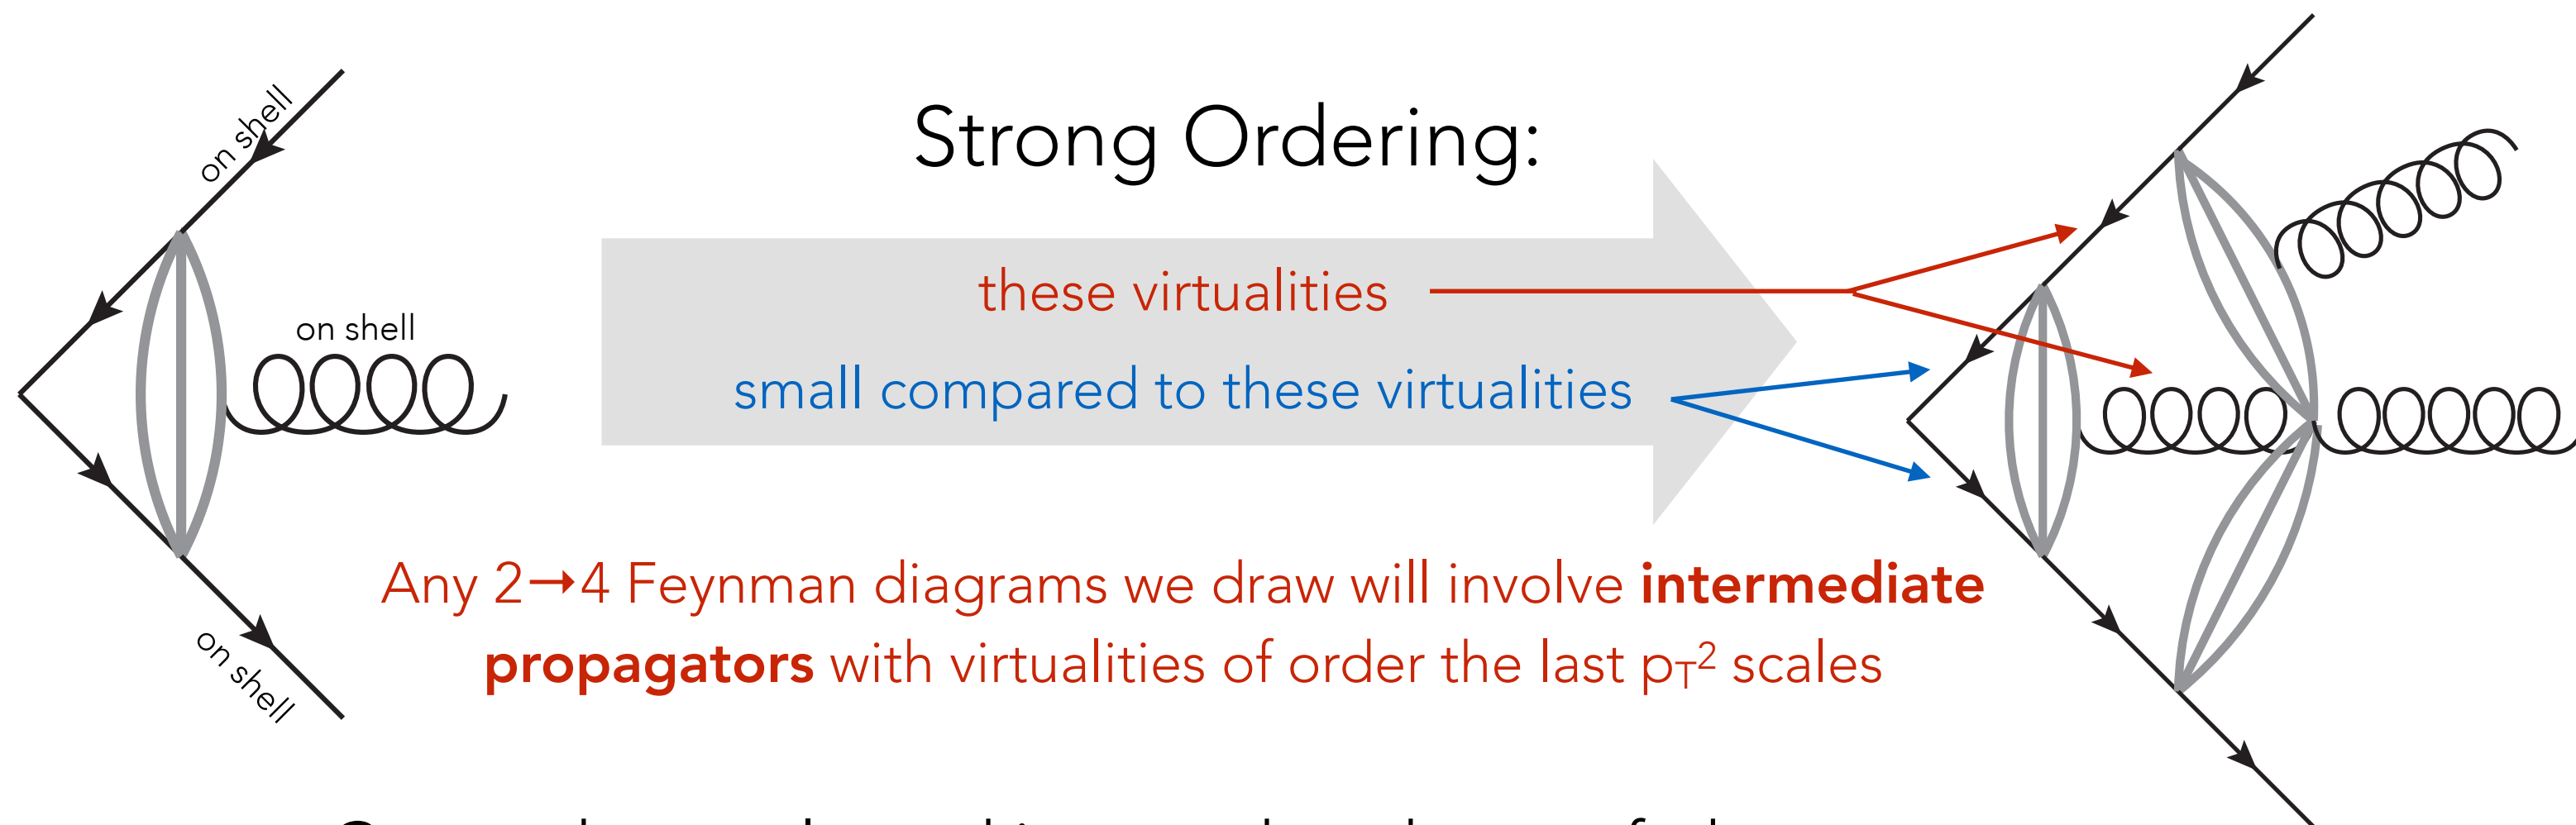 on shell
Strong Ordering:
these virtualities
on shell
small compared to these virtualities
Any 2→4 Feynman diagrams we draw will involve intermediate
propagators with virtualities of order the last pT² scales
on shell